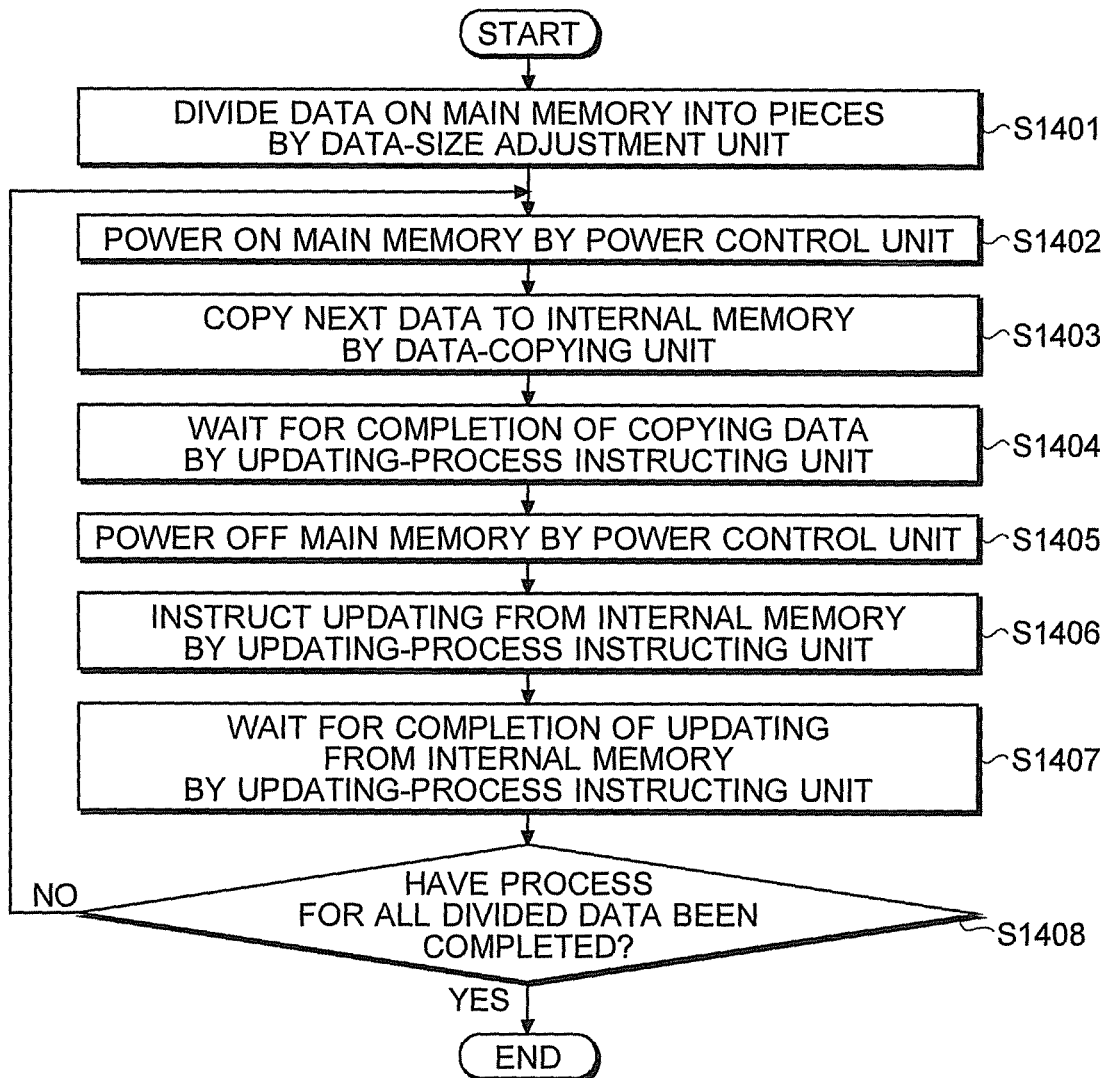 START
DIVIDE DATA ON MAIN MEMORY INTO PIECES
BY DATA-SIZE ADJUSTMENT UNIT
S1401
POWER ON MAIN MEMORY BY POWER CONTROL UNIT
S1402
COPY NEXT DATA TO INTERNAL MEMORY
BY DATA-COPYING UNIT
S1403
WAIT FOR COMPLETION OF COPYING DATA
BY UPDATING-PROCESS INSTRUCTING UNIT
S1404
POWER OFF MAIN MEMORY BY POWER CONTROL UNIT
S1405
INSTRUCT UPDATING FROM INTERNAL MEMORY
BY UPDATING-PROCESS INSTRUCTING UNIT
S1406
WAIT FOR COMPLETION OF UPDATING
FROM INTERNAL MEMORY
BY UPDATING-PROCESS INSTRUCTING UNIT
S1407
NO
HAVE PROCESS
FOR ALL DIVIDED DATA BEEN
COMPLETED?
S1408
YES
END